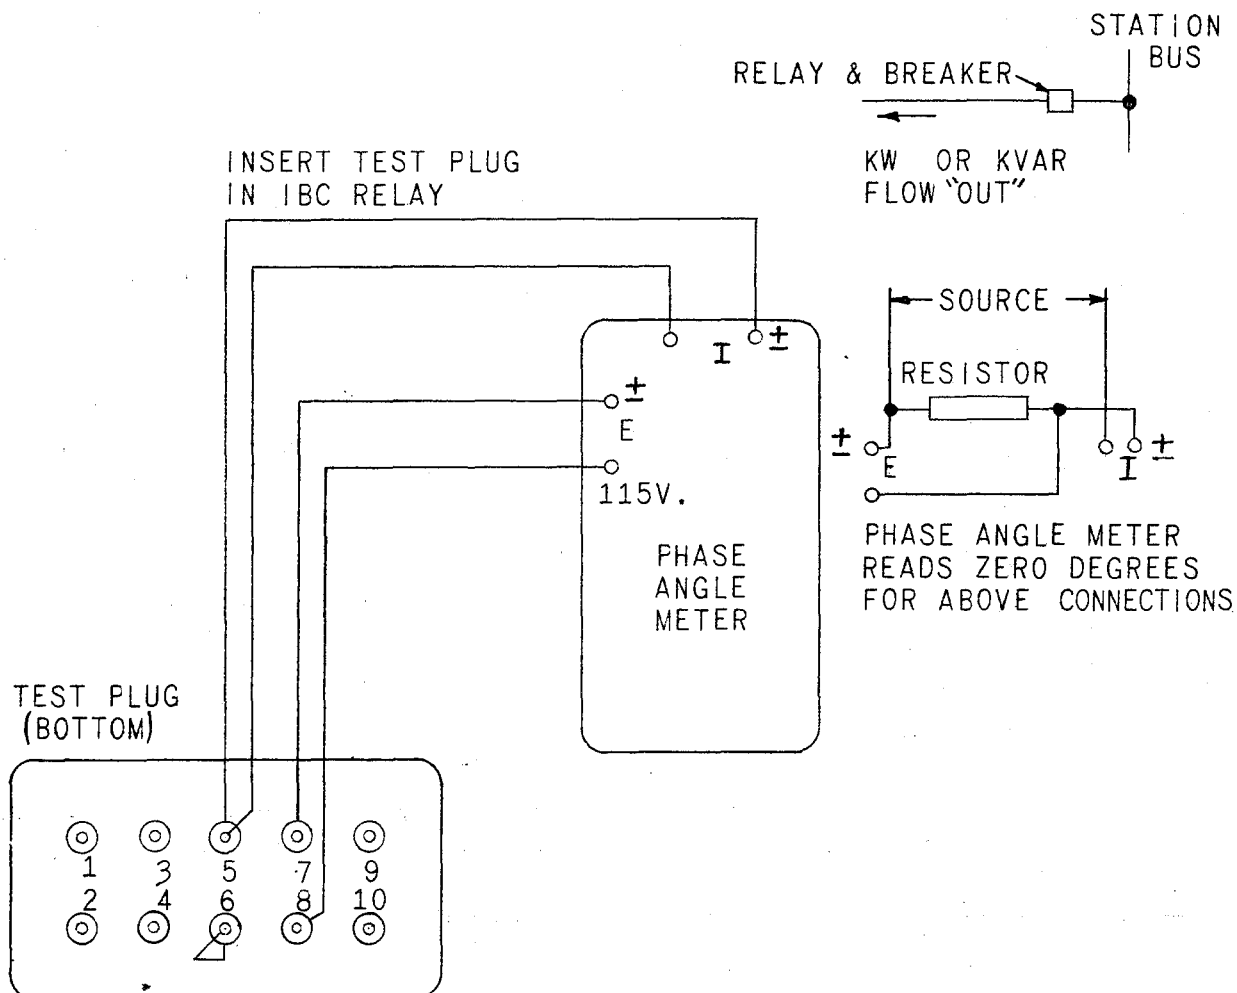 STATION
BUS
RELAY & BREAKER
KW OR KVAR
FLOW "OUT"
INSERT TEST PLUG
IN IBC RELAY
SOURCE
RESISTOR
I ±
±
E
115V.
PHASE
ANGLE
METER
±
E
I ±
PHASE ANGLE METER
READS ZERO DEGREES
FOR ABOVE CONNECTIONS
TEST PLUG
(BOTTOM)
1 3 5 7 9
2 4 6 8 10